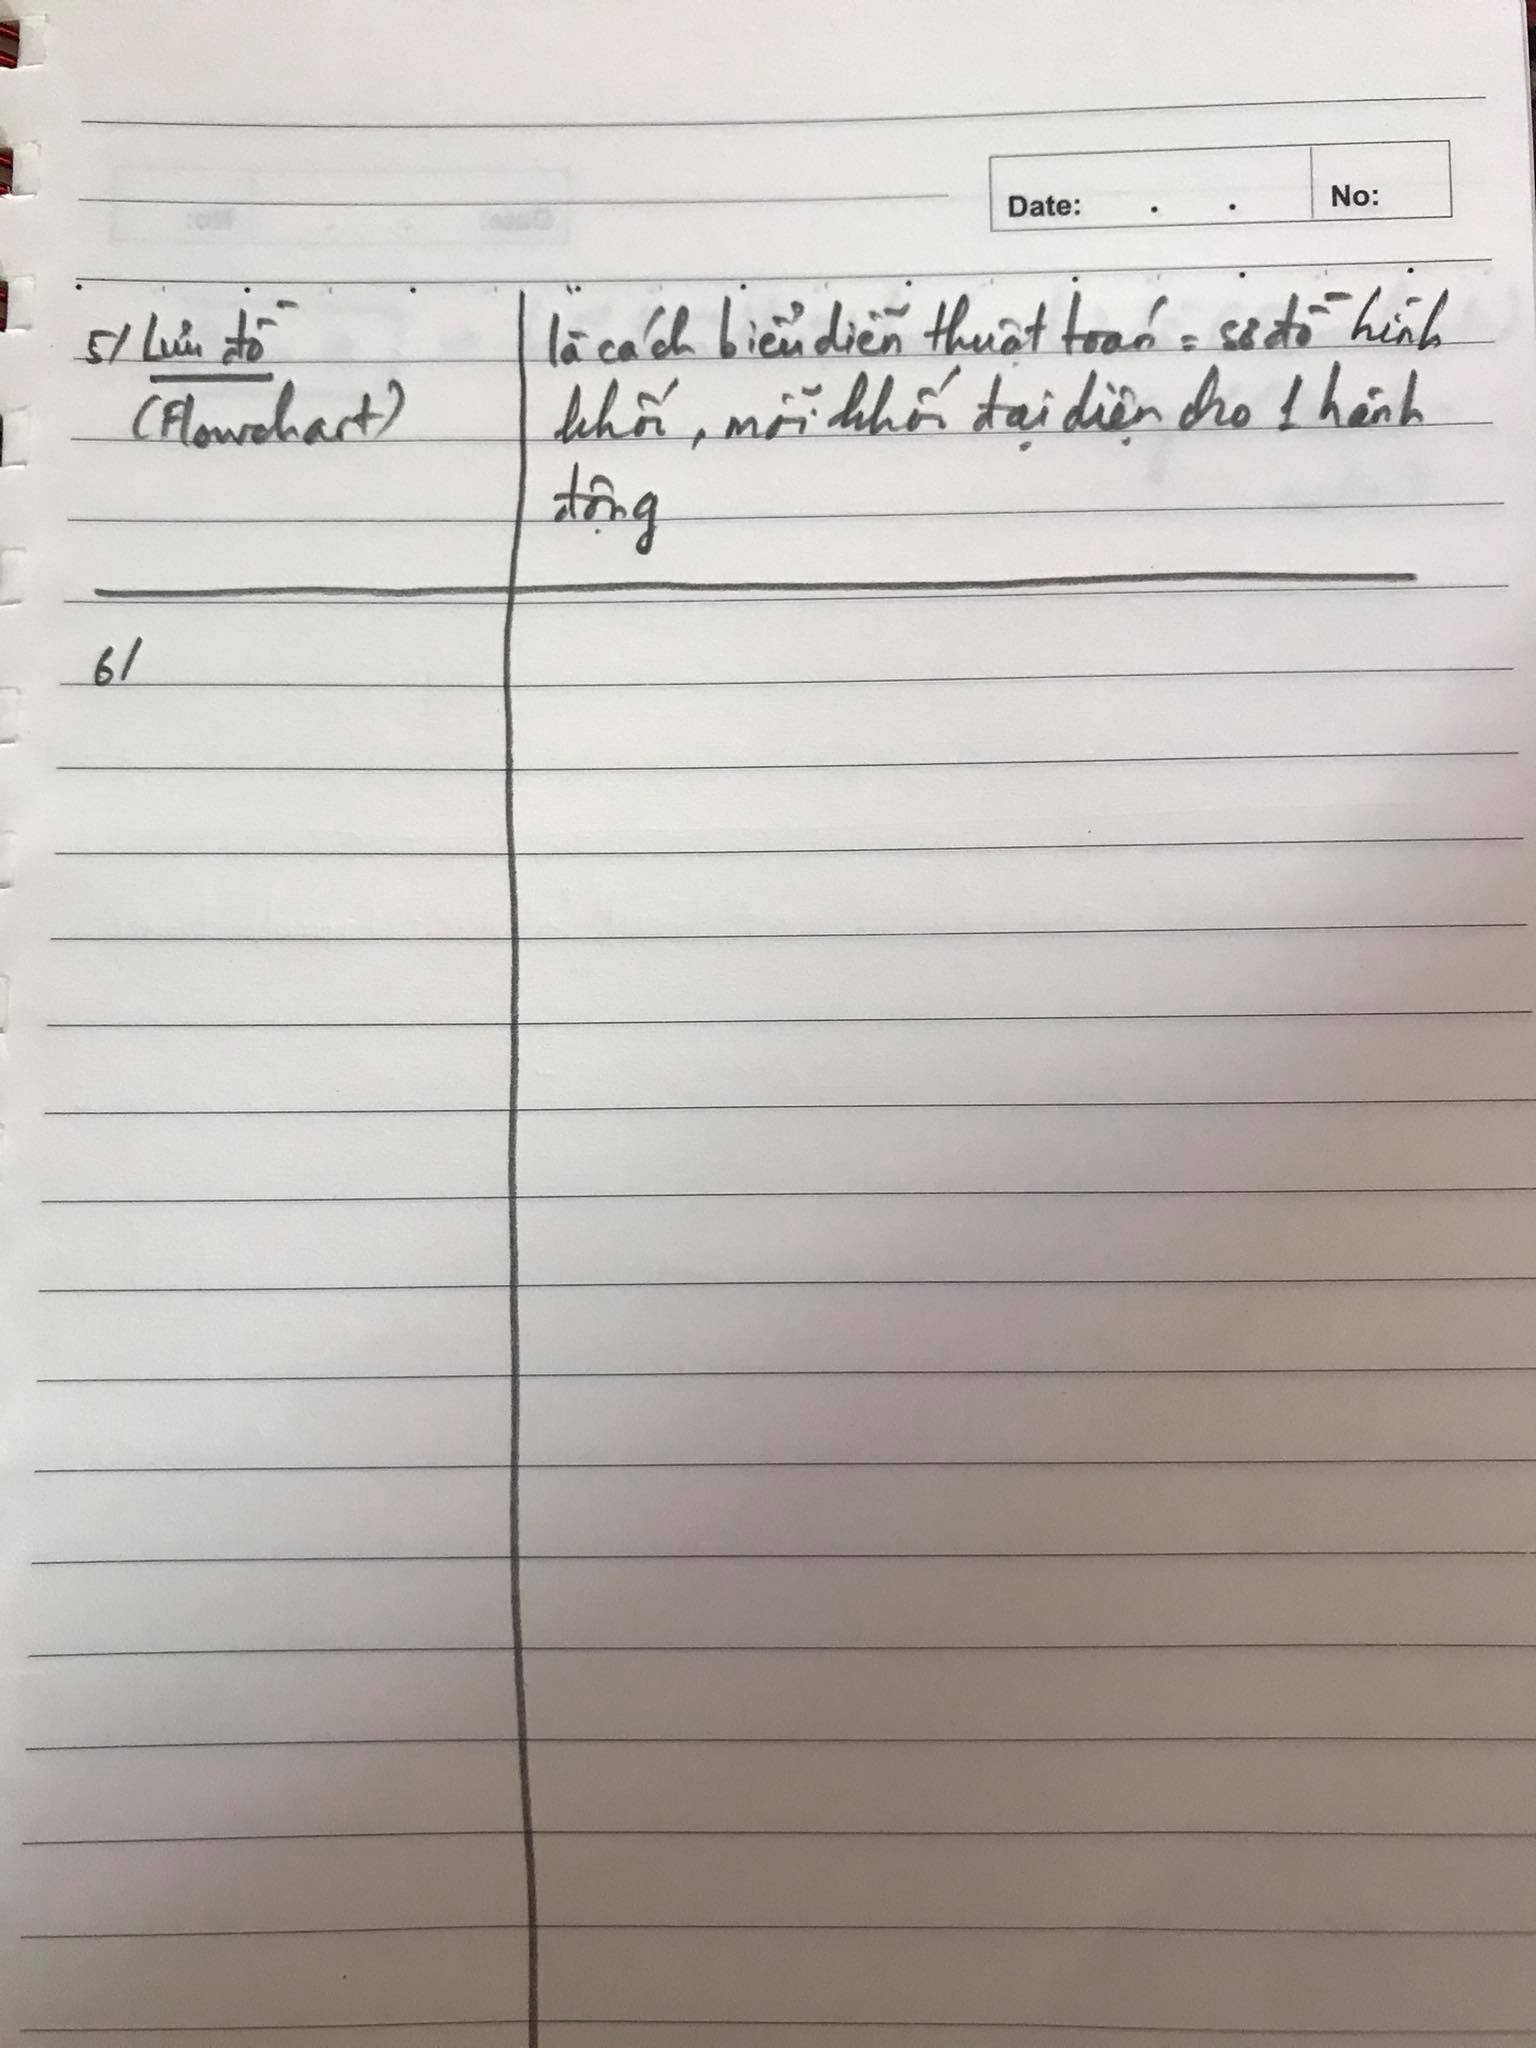 Date: . . No:
5/ Lưu đồ
(Flowchart)
là cách biểu diễn thuật toán = sơ đồ hình
khối, mỗi khối đại diện cho 1 hành
động
6/